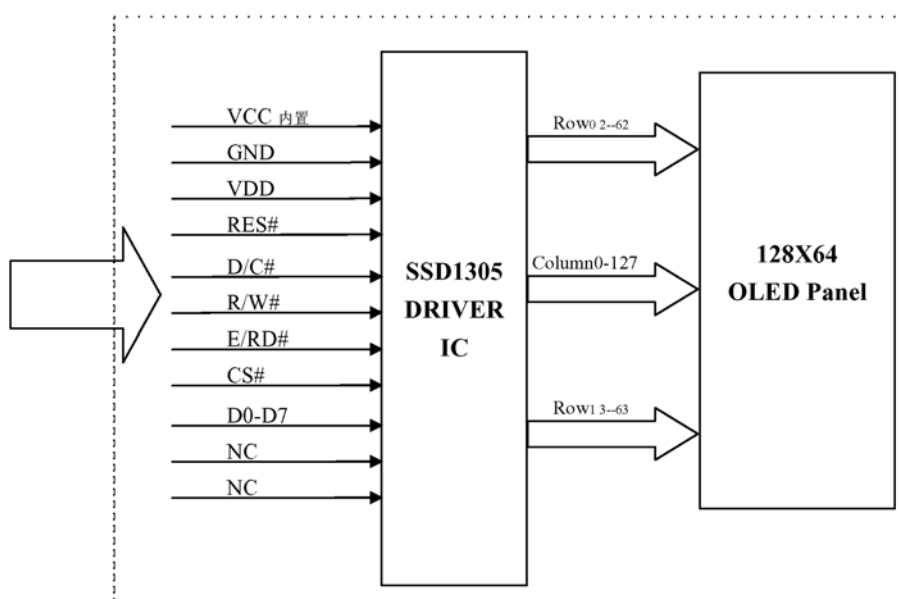 VCC 内置
GND
VDD
RES#
D/C#
R/W#
E/RD#
CS#
D0-D7
NC
NC
SSD1305
DRIVER
IC
Row0 2--62
Column0-127
Row1 3--63
128X64
OLED Panel